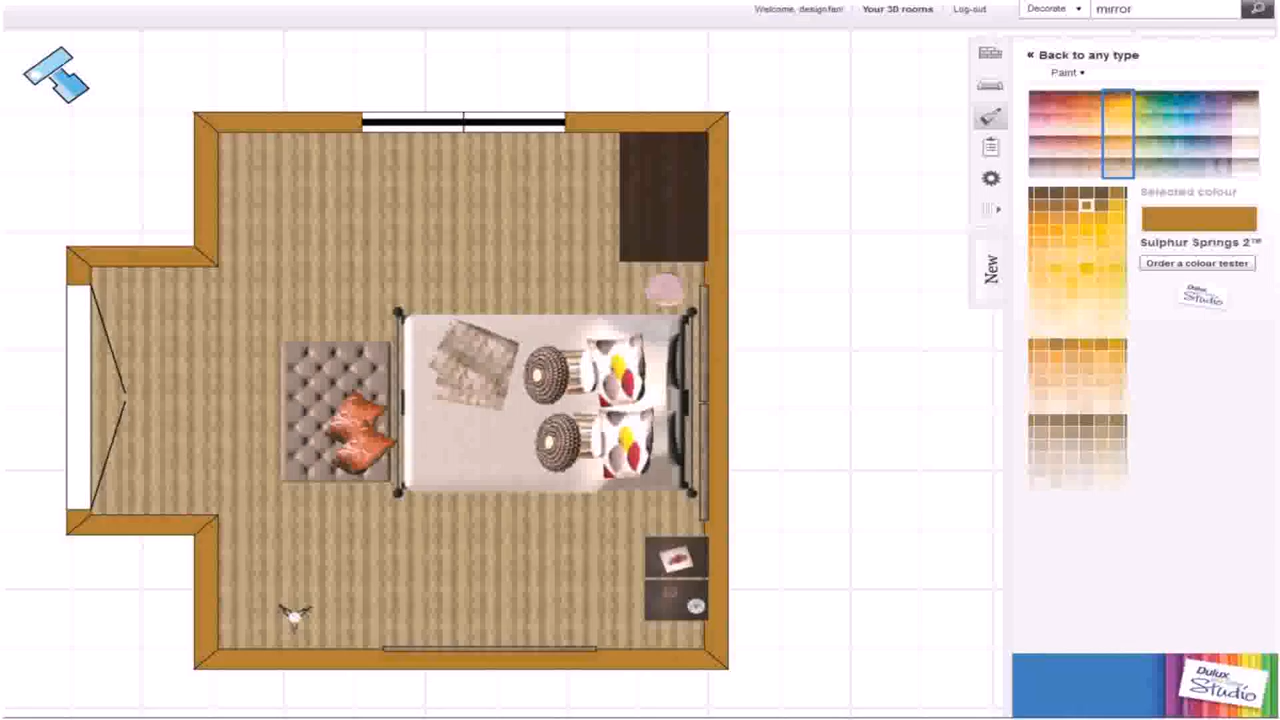 Welcome, designfan!
Your 3D rooms
Log-out
Decorate
mirror
« Back to any type
Paint
Selected colour
Sulphur Springs 2™
Order a colour tester
Dulux
Studio
New
Dulux
Studio